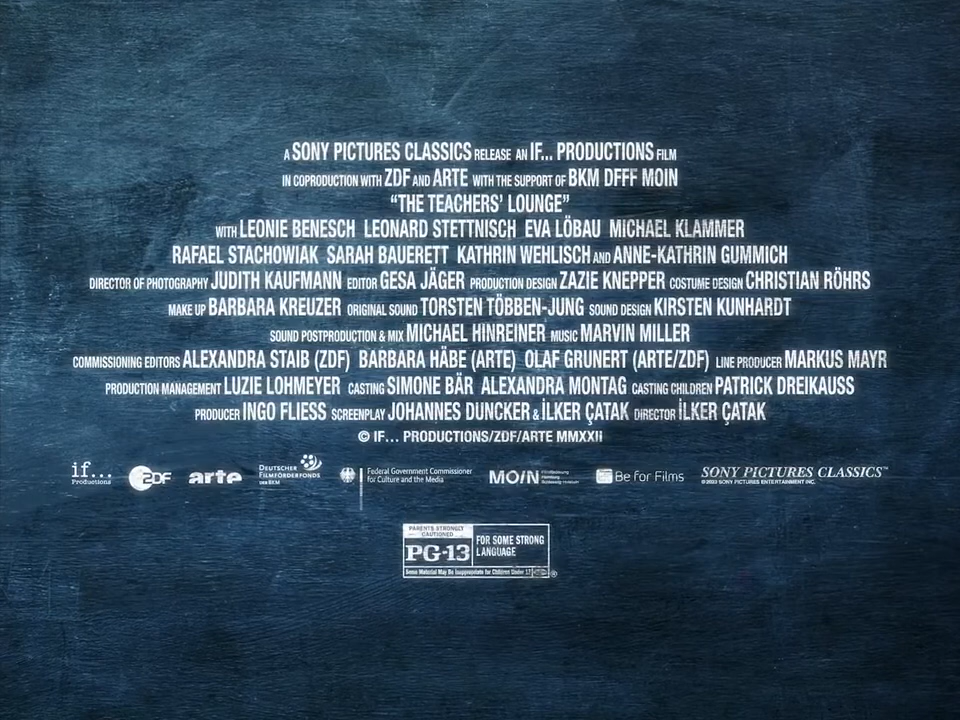 A SONY PICTURES CLASSICS RELEASE AN IF... PRODUCTIONS FILM
IN COPRODUCTION WITH ZDF AND ARTE WITH THE SUPPORT OF BKM DFFF MOIN
“THE TEACHERS’ LOUNGE”
WITH LEONIE BENESCH LEONARD STETTNISCH EVA LÖBAU MICHAEL KLAMMER
RAFAEL STACHOWIAK SARAH BAUERETT KATHRIN WEHLISCH AND ANNE-KATHRIN GUMMICH
DIRECTOR OF PHOTOGRAPHY JUDITH KAUFMANN EDITOR GESA JÄGER PRODUCTION DESIGN ZAZIE KNEPPER COSTUME DESIGN CHRISTIAN RÖHRS
MAKE UP BARBARA KREUZER ORIGINAL SOUND TORSTEN TÖBBEN-JUNG SOUND DESIGN KIRSTEN KUNHARDT
SOUND POSTPRODUCTION & MIX MICHAEL HINREINER MUSIC MARVIN MILLER
COMMISSIONING EDITORS ALEXANDRA STAIB (ZDF) BARBARA HÄBE (ARTE) OLAF GRUNERT (ARTE/ZDF) LINE PRODUCER MARKUS MAYR
PRODUCTION MANAGEMENT LUZIE LOHMEYER CASTING SIMONE BÄR ALEXANDRA MONTAG CASTING CHILDREN PATRICK DREIKAUSS
PRODUCER INGO FLIESS SCREENPLAY JOHANNES DUNCKER & İLKER ÇATAK DIRECTOR İLKER ÇATAK
© IF... PRODUCTIONS/ZDF/ARTE MMXXII
if... Productions
ZDF
arte
DEUTSCHER FILMFÖRDERFONDS DER BKM
Federal Government Commissioner
for Culture and the Media
MOIN
Be for Films
SONY PICTURES CLASSICS™
© 2023 SONY PICTURES ENTERTAINMENT INC.
PARENTS STRONGLY CAUTIONED
PG-13
FOR SOME STRONG
LANGUAGE
Some Material May Be Inappropriate for Children Under 13
®